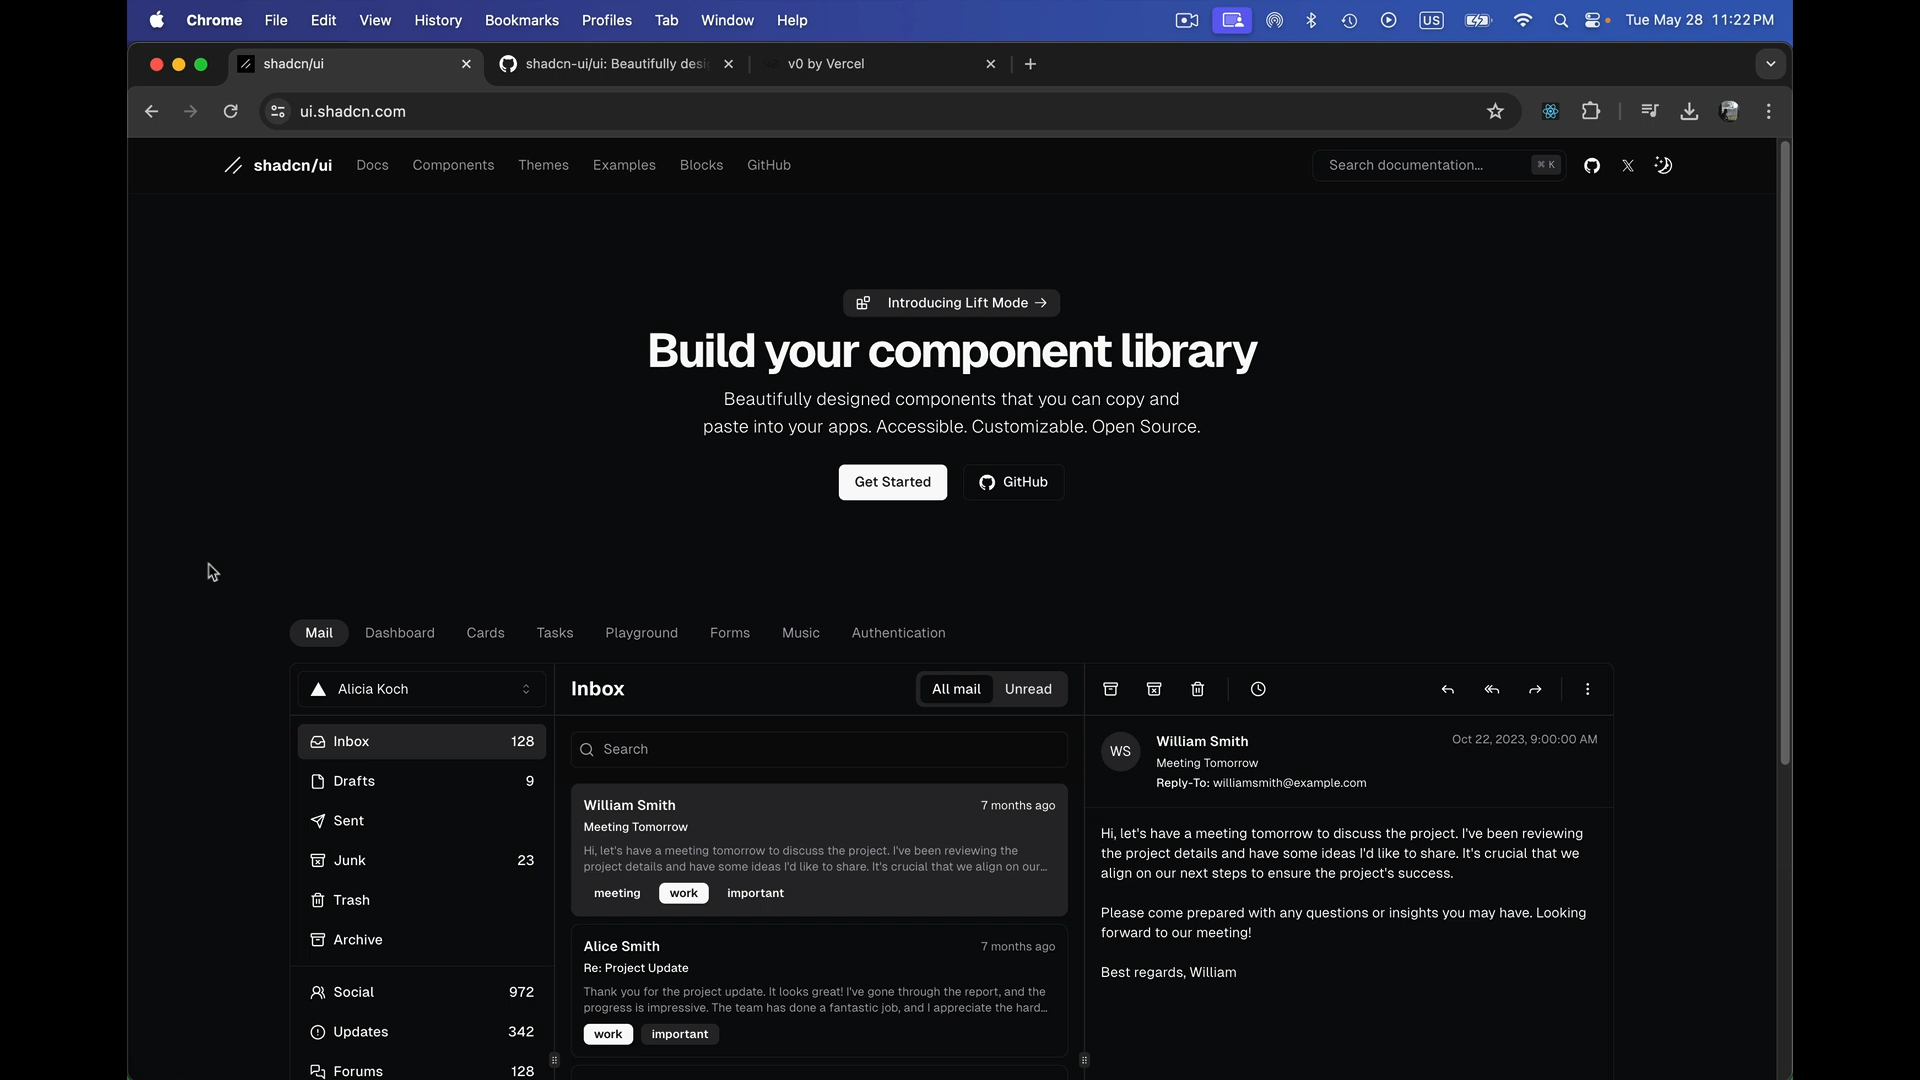 Chrome File Edit View History Bookmarks Profiles Tab Window Help US Tue May 28 11:22 PM
shadcn/ui shadcn-ui/ui: Beautifully desi v0 by Vercel
ui.shadcn.com
shadcn/ui Docs Components Themes Examples Blocks GitHub Search documentation... ⌘ K
Introducing Lift Mode →
Build your component library
Beautifully designed components that you can copy and
paste into your apps. Accessible. Customizable. Open Source.
Get Started GitHub
Mail Dashboard Cards Tasks Playground Forms Music Authentication
Alicia Koch
Inbox 128
Drafts 9
Sent
Junk 23
Trash
Archive
Social 972
Updates 342
Forums 128
Inbox All mail Unread
Search
William Smith 7 months ago
Meeting Tomorrow
Hi, let's have a meeting tomorrow to discuss the project. I've been reviewing the
project details and have some ideas I'd like to share. It's crucial that we align on our...
meeting work important
Alice Smith 7 months ago
Re: Project Update
Thank you for the project update. It looks great! I've gone through the report, and the
progress is impressive. The team has done a fantastic job, and I appreciate the hard...
work important
WS
William Smith Oct 22, 2023, 9:00:00 AM
Meeting Tomorrow
Reply-To: williamsmith@example.com
Hi, let's have a meeting tomorrow to discuss the project. I've been reviewing
the project details and have some ideas I'd like to share. It's crucial that we
align on our next steps to ensure the project's success.
Please come prepared with any questions or insights you may have. Looking
forward to our meeting!
Best regards, William